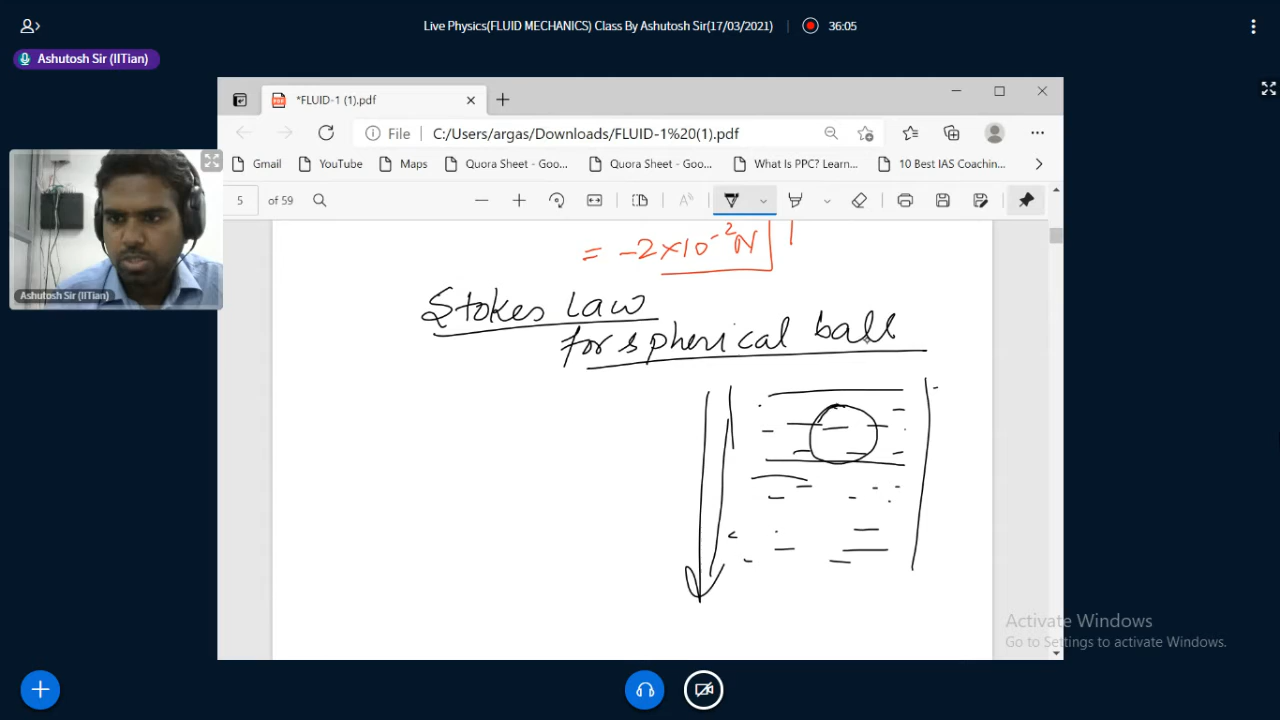 Live Physics(FLUID MECHANICS) Class By Ashutosh Sir(17/03/2021)
36:05
Ashutosh Sir (IITian)
*FLUID-1 (1).pdf
File
C:/Users/argas/Downloads/FLUID-1%20(1).pdf
Gmail
YouTube
Maps
Quora Sheet - Goo...
Quora Sheet - Goo...
What Is PPC? Learn...
10 Best IAS Coachin...
5
of 59
= -2×10⁻²N
Stokes Law
for spherical ball
Ashutosh Sir (IITian)
Activate Windows
Go to Settings to activate Windows.